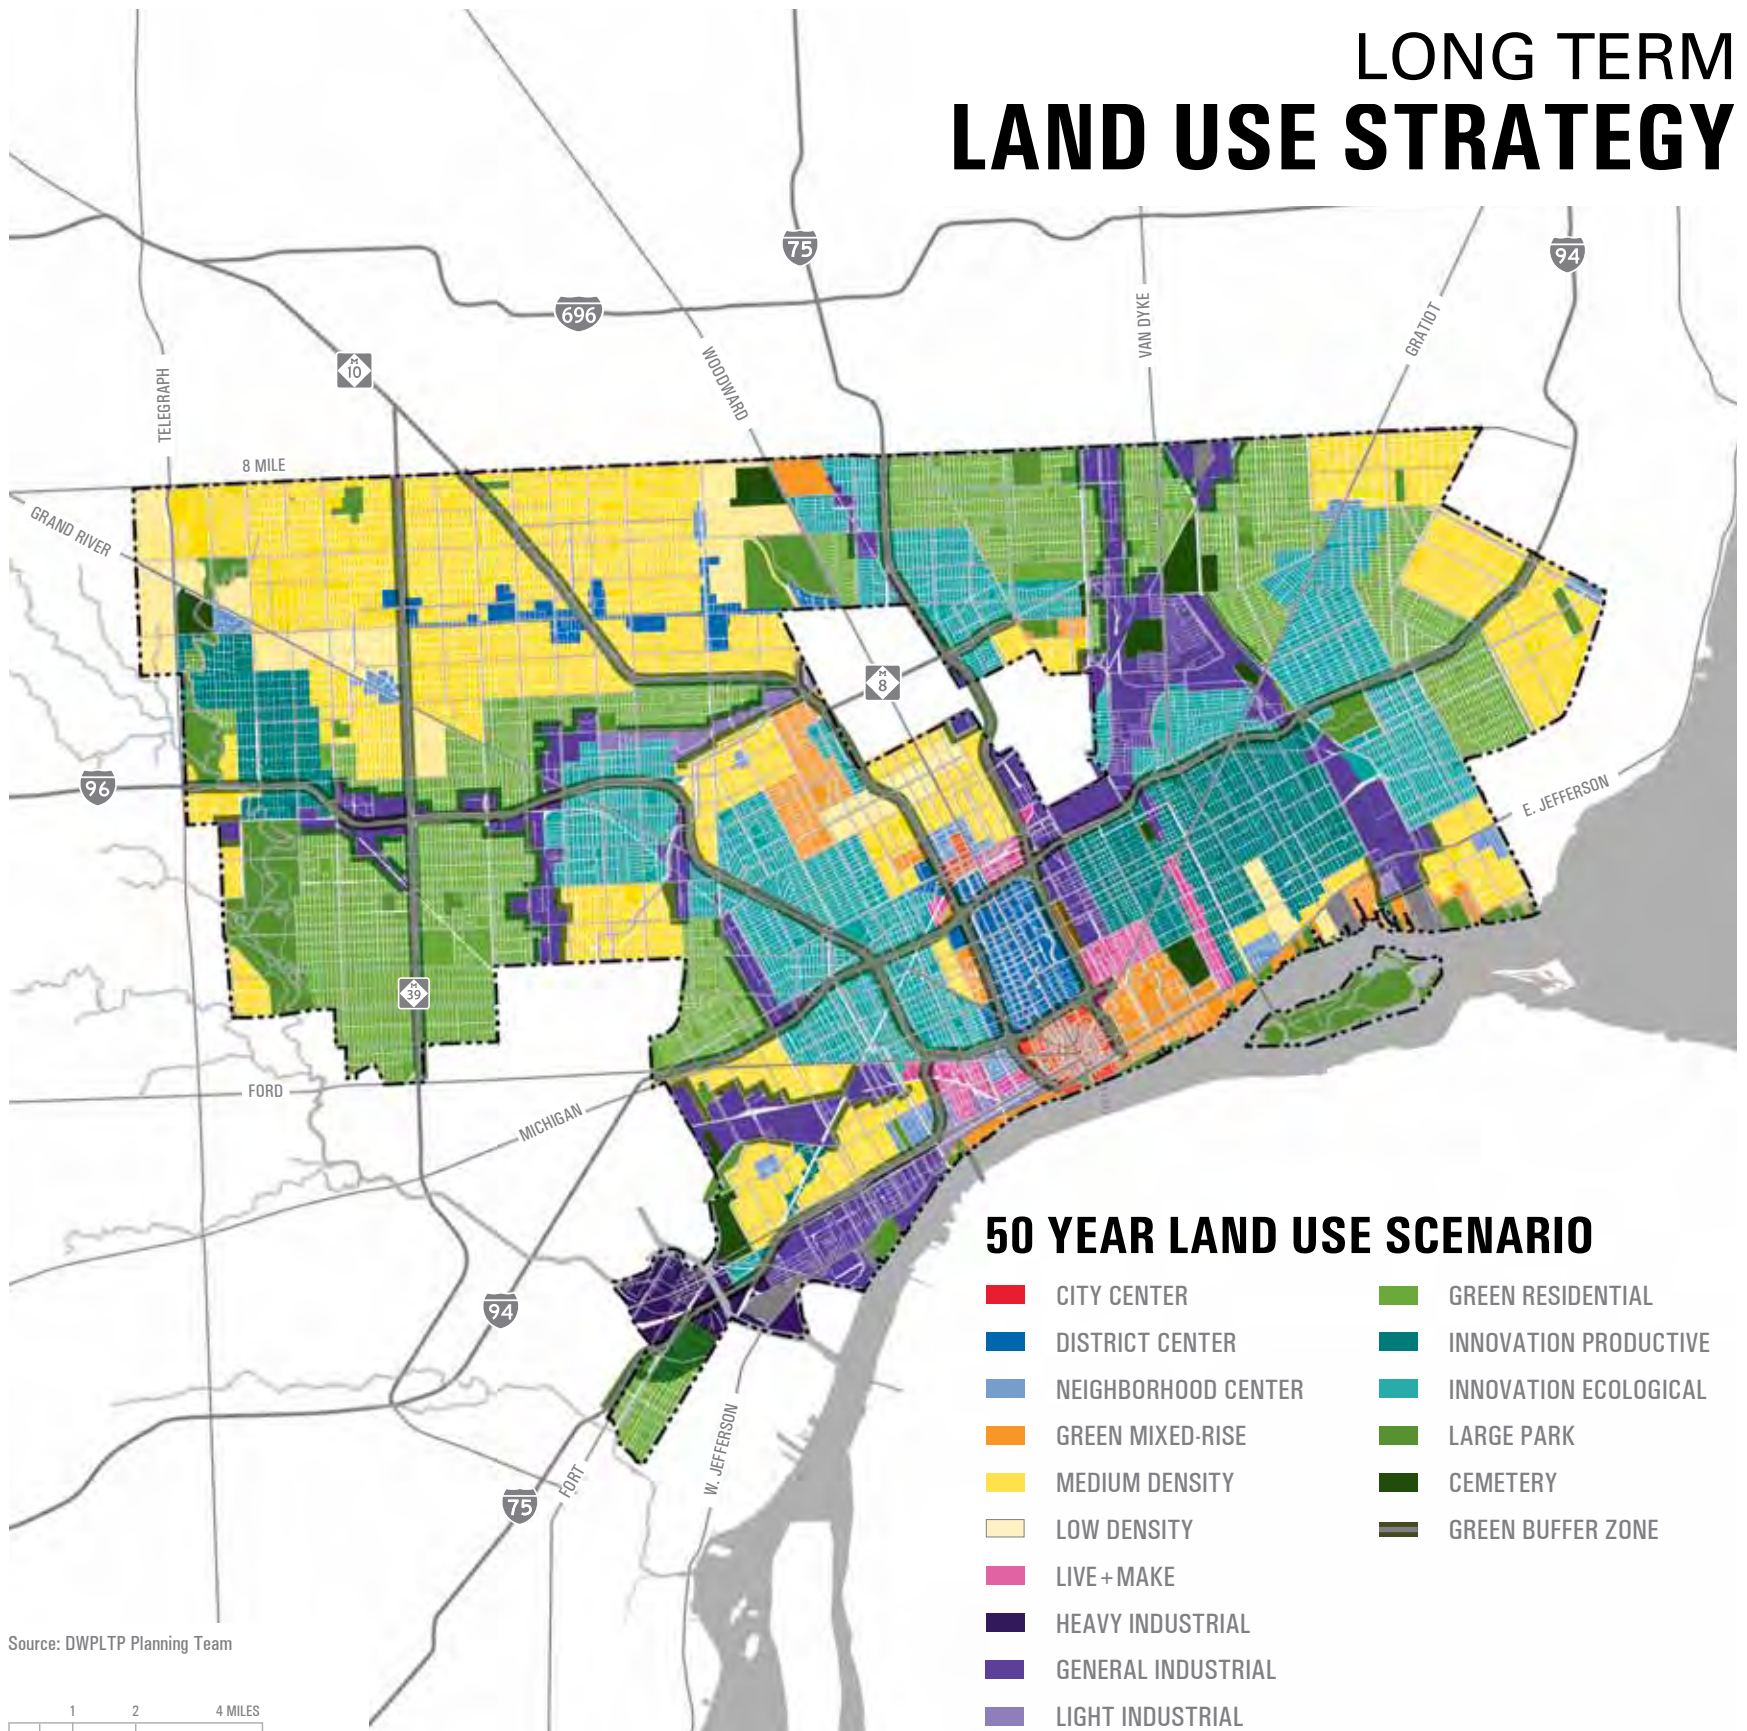 LONG TERM
LAND USE STRATEGY
75
94
696
VAN DYKE
GRATIOT
WOODWARD
M
10
TELEGRAPH
8 MILE
GRAND RIVER
M
8
96
E. JEFFERSON
M
39
FORD
MICHIGAN
94
75
FORT
W. JEFFERSON
50 YEAR LAND USE SCENARIO
CITY CENTER
DISTRICT CENTER
NEIGHBORHOOD CENTER
GREEN MIXED-RISE
MEDIUM DENSITY
LOW DENSITY
LIVE+MAKE
HEAVY INDUSTRIAL
GENERAL INDUSTRIAL
LIGHT INDUSTRIAL
GREEN RESIDENTIAL
INNOVATION PRODUCTIVE
INNOVATION ECOLOGICAL
LARGE PARK
CEMETERY
GREEN BUFFER ZONE
Source: DWPLTP Planning Team
1 2 4 MILES